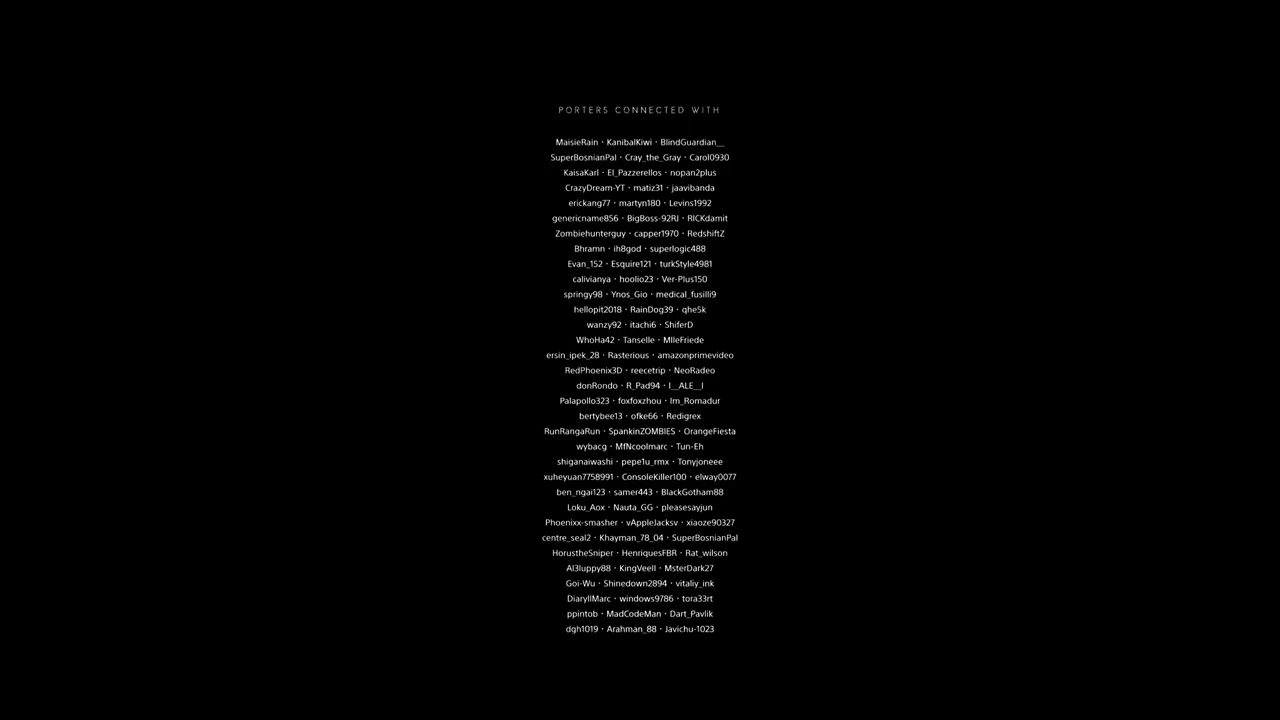 PORTERS CONNECTED WITH
MaisieRain · KanibalKiwi · BlindGuardian__
SuperBosnianPal · Cray_the_Gray · Carol0930
KaisaKarl · El_Pazzerellos · nopan2plus
CrazyDream-YT · matiz31 · jaavibanda
erickang77 · martyn180 · Levins1992
genericname856 · BigBoss-92RJ · RICKdamit
Zombiehunterguy · capper1970 · RedshiftZ
Bhramn · ih8god · superlogic488
Evan_152 · Esquire121 · turkStyle4981
calivianya · hoolio23 · Ver-Plus150
springy98 · Ynos_Gio · medical_fusilli9
hellopit2018 · RainDog39 · qhe5k
wanzy92 · itachi6 · ShiferD
WhoHa42 · Tanselle · MlleFriede
ersin_ipek_28 · Rasterious · amazonprimevideo
RedPhoenix3D · reecetrip · NeoRadeo
donRondo · R_Pad94 · I__ALE__I
Palapollo323 · foxfoxzhou · Im_Romadur
bertybee13 · ofke66 · Redigrex
RunRangaRun · SpankinZOMBIES · OrangeFiesta
wybacg · MfNcoolmarc · Tun-Eh
shiganaiwashi · pepe1u_rmx · Tonyjoneee
xuheyuan7758991 · ConsoleKiller100 · elway0077
ben_ngai123 · samer443 · BlackGotham88
Loku_Aox · Nauta_GG · pleasesayjun
Phoenixx-smasher · vAppleJacksv · xiaoze90327
centre_seal2 · Khayman_78_04 · SuperBosnianPal
HorustheSniper · HenriquesFBR · Rat_wilson
Al3luppy88 · KingVeell · MsterDark27
Goi-Wu · Shinedown2894 · vitaliy_ink
DiaryllMarc · windows9786 · tora33rt
ppintob · MadCodeMan · Dart_Pavlik
dgh1019 · Arahman_88 · Javichu-1023